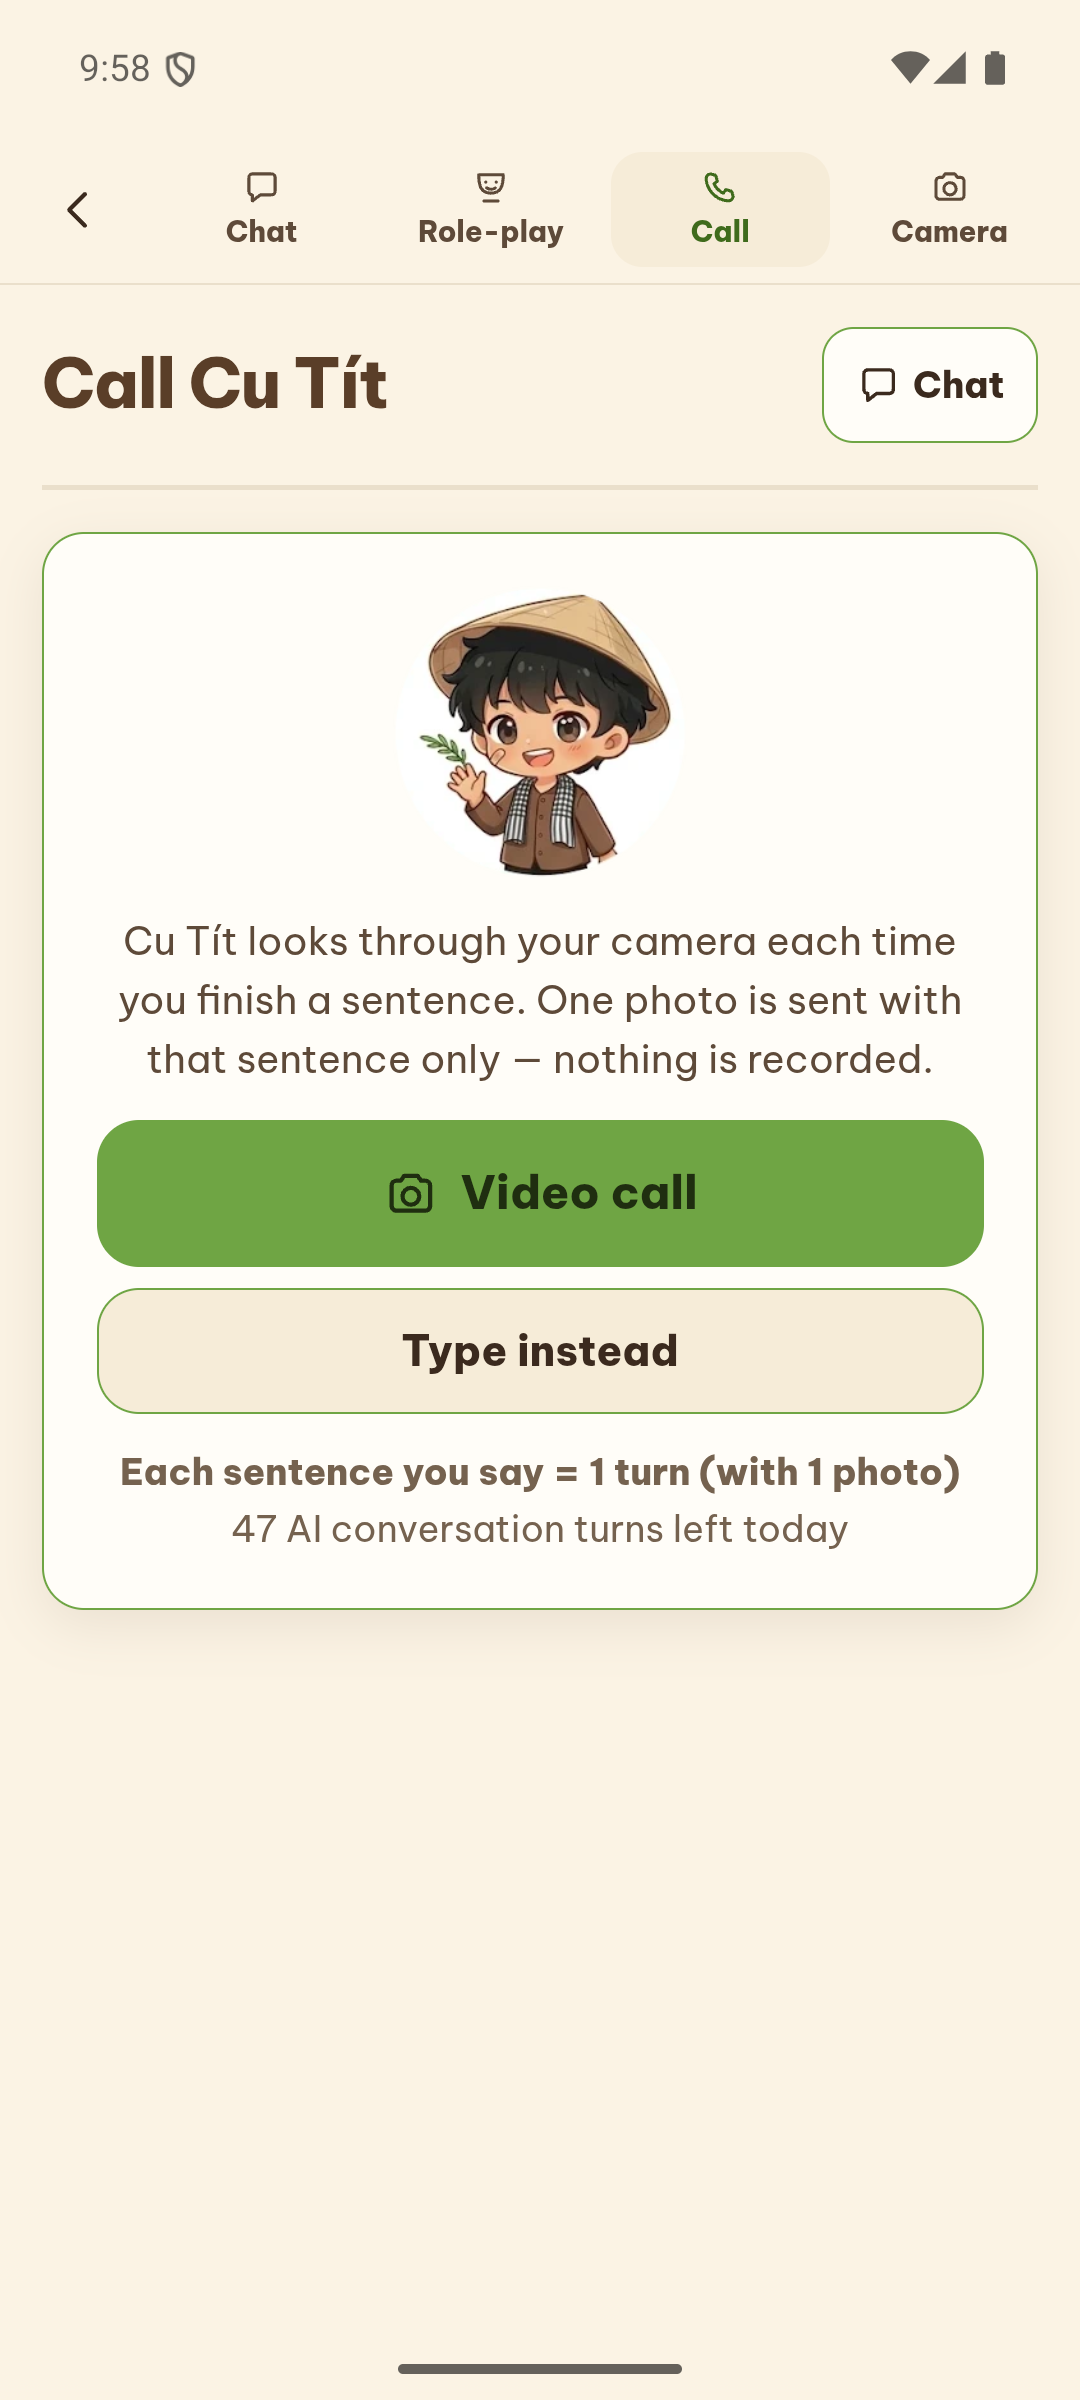 9:58
Chat
Role-play
Call
Camera
Call Cu Tít
Chat
Cu Tít looks through your camera each time
you finish a sentence. One photo is sent with
that sentence only — nothing is recorded.
Video call
Type instead
Each sentence you say = 1 turn (with 1 photo)
47 AI conversation turns left today